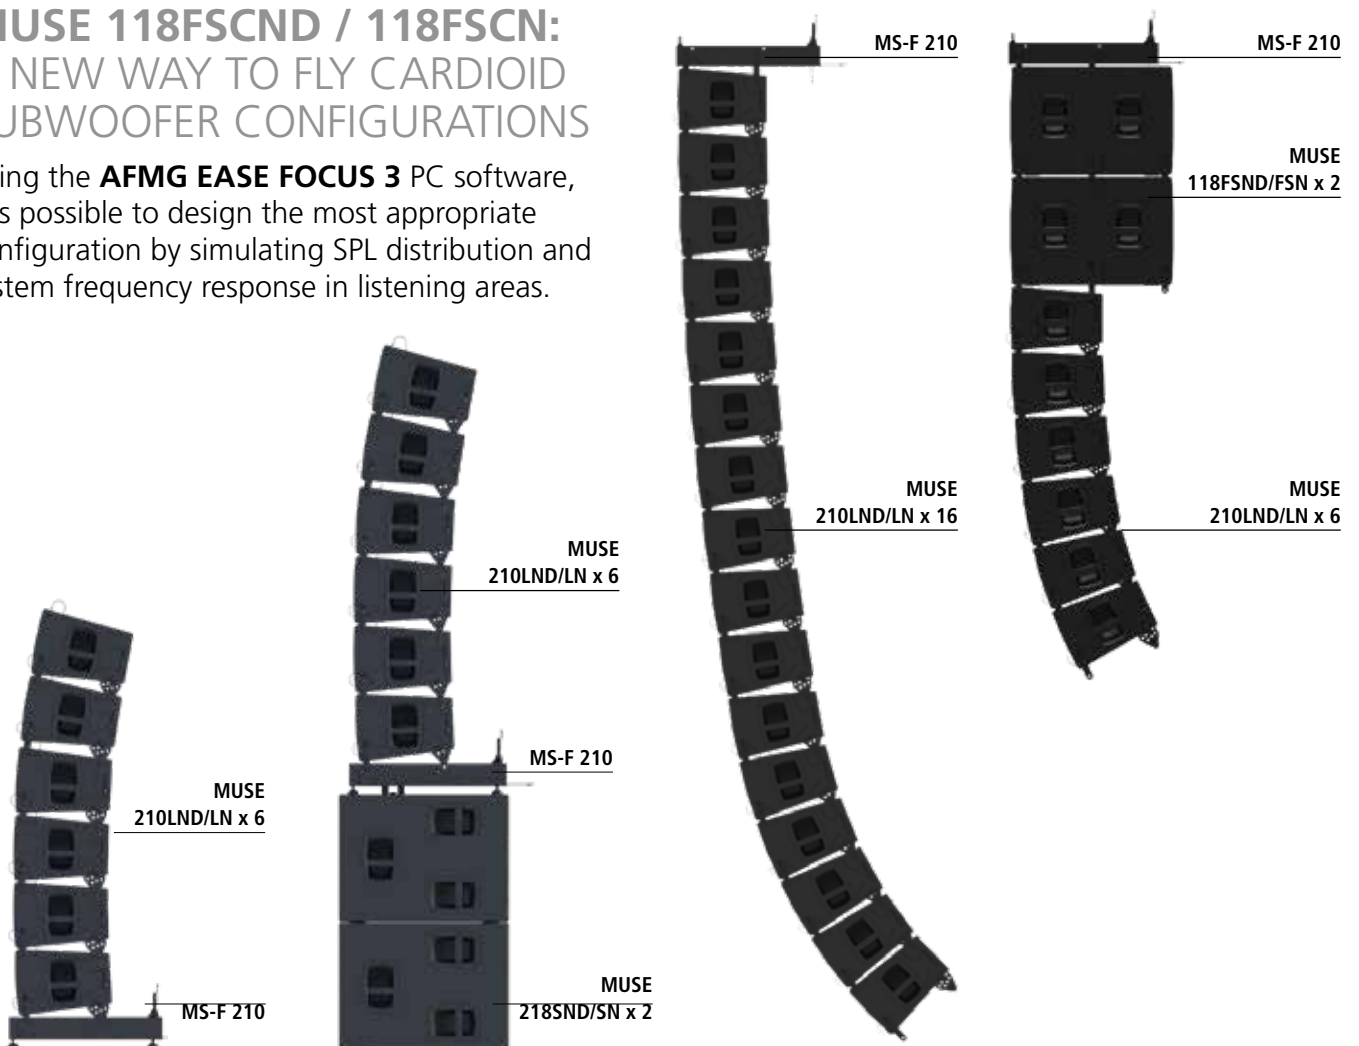 MUSE 118FSCND / 118FSCN:
NEW WAY TO FLY CARDIOID
UBWOOFER CONFIGURATIONS
ing the AFMG EASE FOCUS 3 PC software,
s possible to design the most appropriate
nfiguration by simulating SPL distribution and
stem frequency response in listening areas.
MUSE
210LND/LN x 6
MS-F 210
MUSE
210LND/LN x 6
MS-F 210
MUSE
218SND/SN x 2
MS-F 210
MUSE
210LND/LN x 16
MS-F 210
MUSE
118FSND/FSN x 2
MUSE
210LND/LN x 6